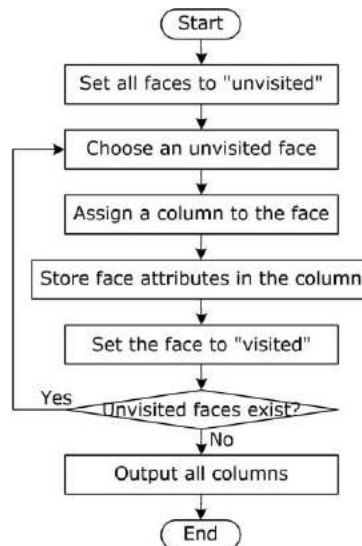 Start
Set all faces to "unvisited"
Choose an unvisited face
Assign a column to the face
Store face attributes in the column
Set the face to "visited"
Yes
Unvisited faces exist?
No
Output all columns
End